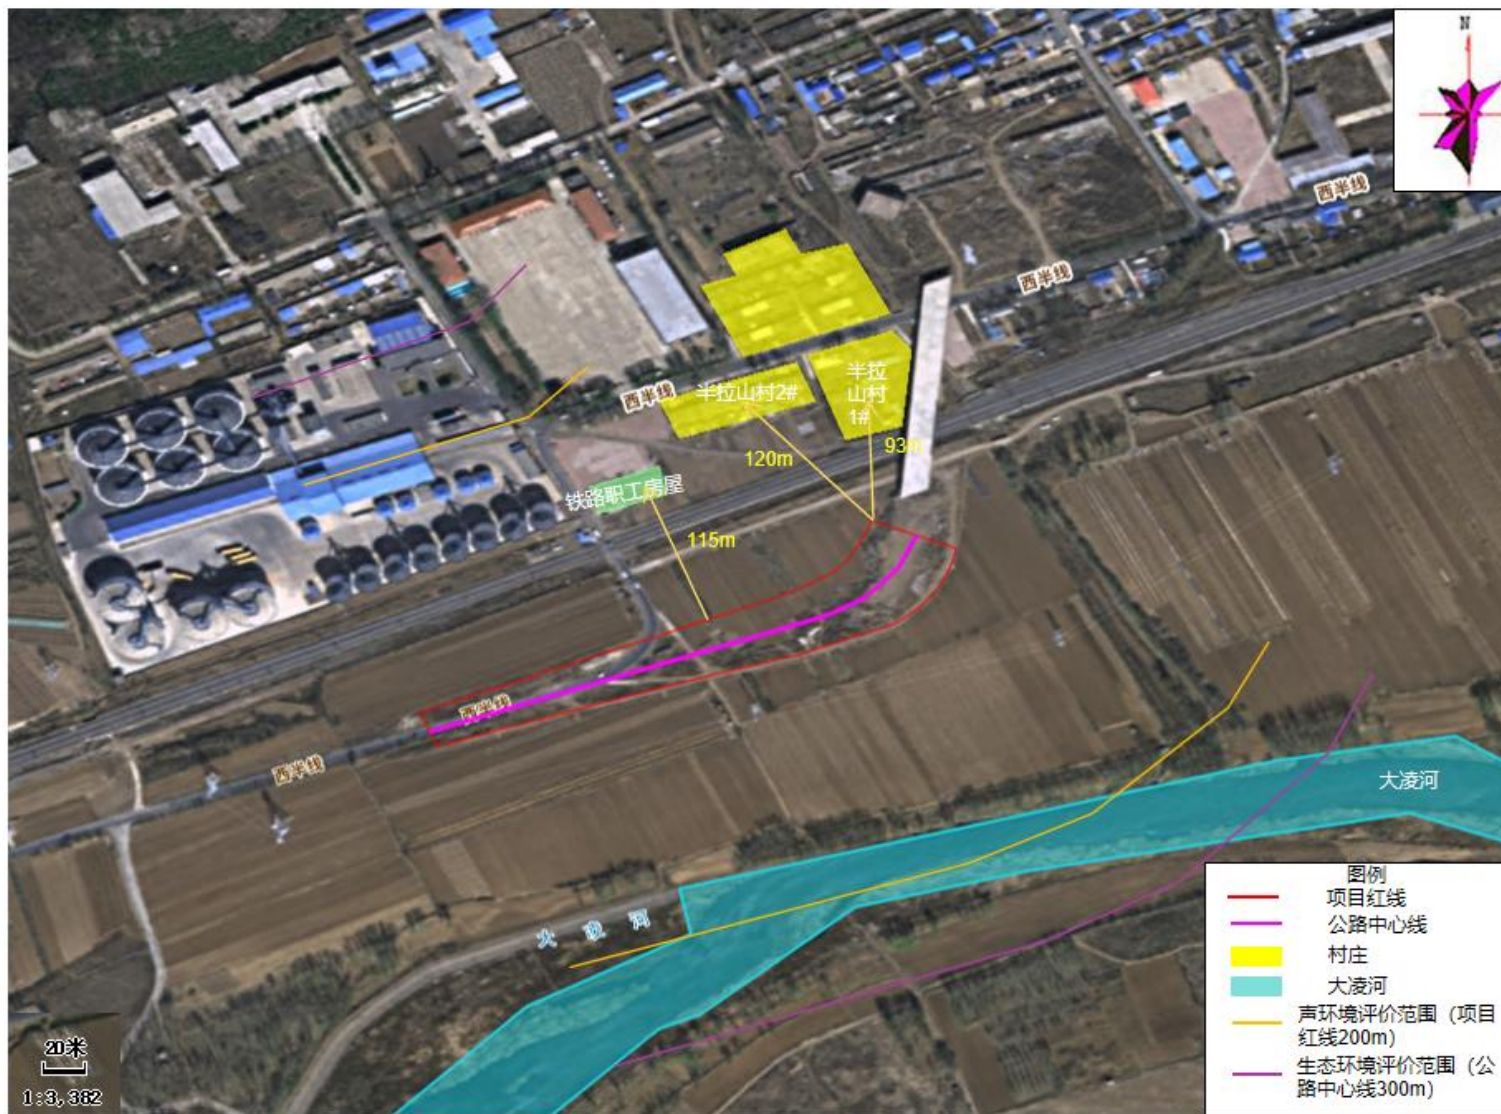 N
西半线
西半线
西半线
半拉山村2#
半拉
山村
1#
120m
93m
铁路职工房屋
115m
西半线
西半线
大凌河
大凌河
图例
项目红线
公路中心线
村庄
大凌河
声环境评价范围（项目
红线200m）
生态环境评价范围（公
路中心线300m）
20米
1:3,382